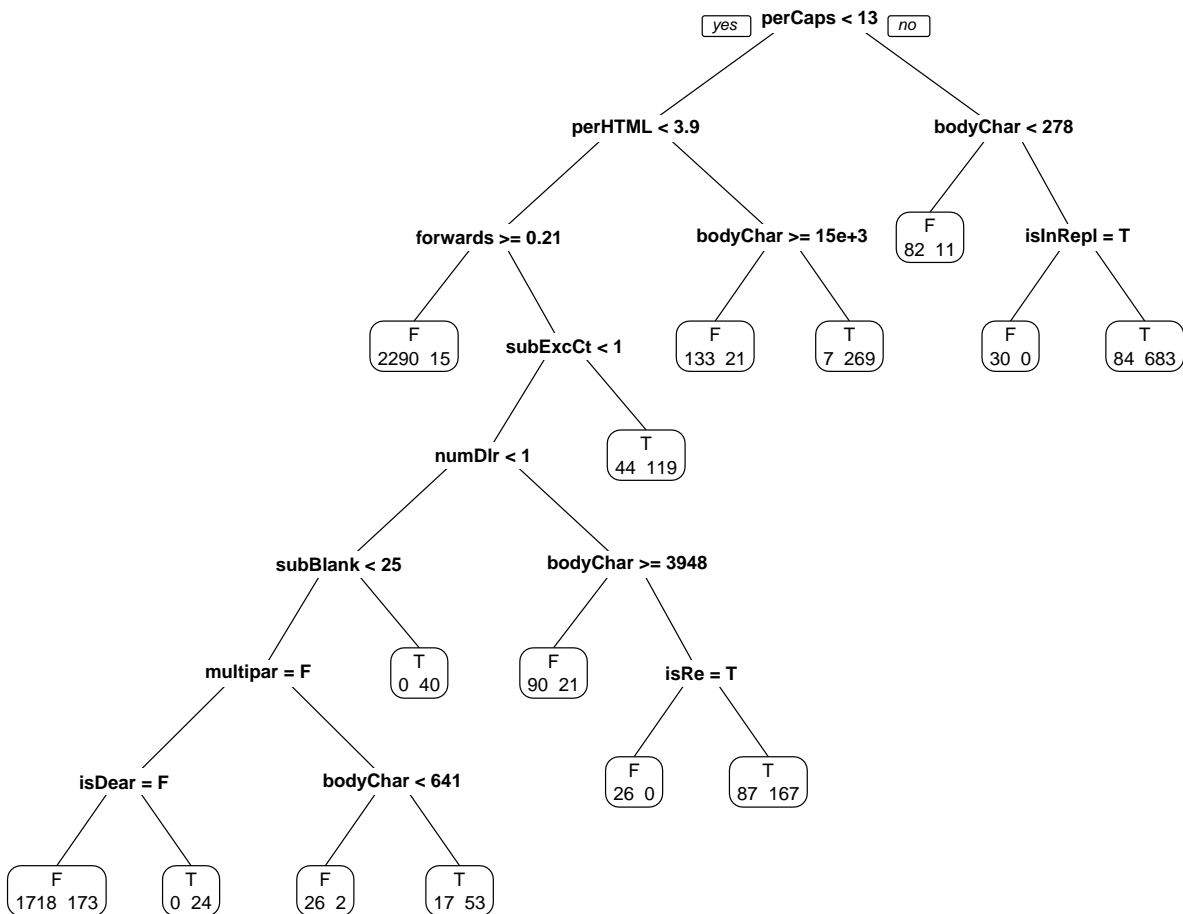 yes perCaps < 13 no
perHTML < 3.9 bodyChar < 278
forwards >= 0.21 bodyChar >= 15e+3 F isInRepl = T
82 11
F subExcCt < 1 F T F T
2290 15 133 21 7 269 30 0 84 683
numDlr < 1 T
44 119
subBlank < 25 bodyChar >= 3948
multipar = F T F isRe = T
0 40 90 21
isDear = F bodyChar < 641 F T
26 0 87 167
F T F T
1718 173 0 24 26 2 17 53